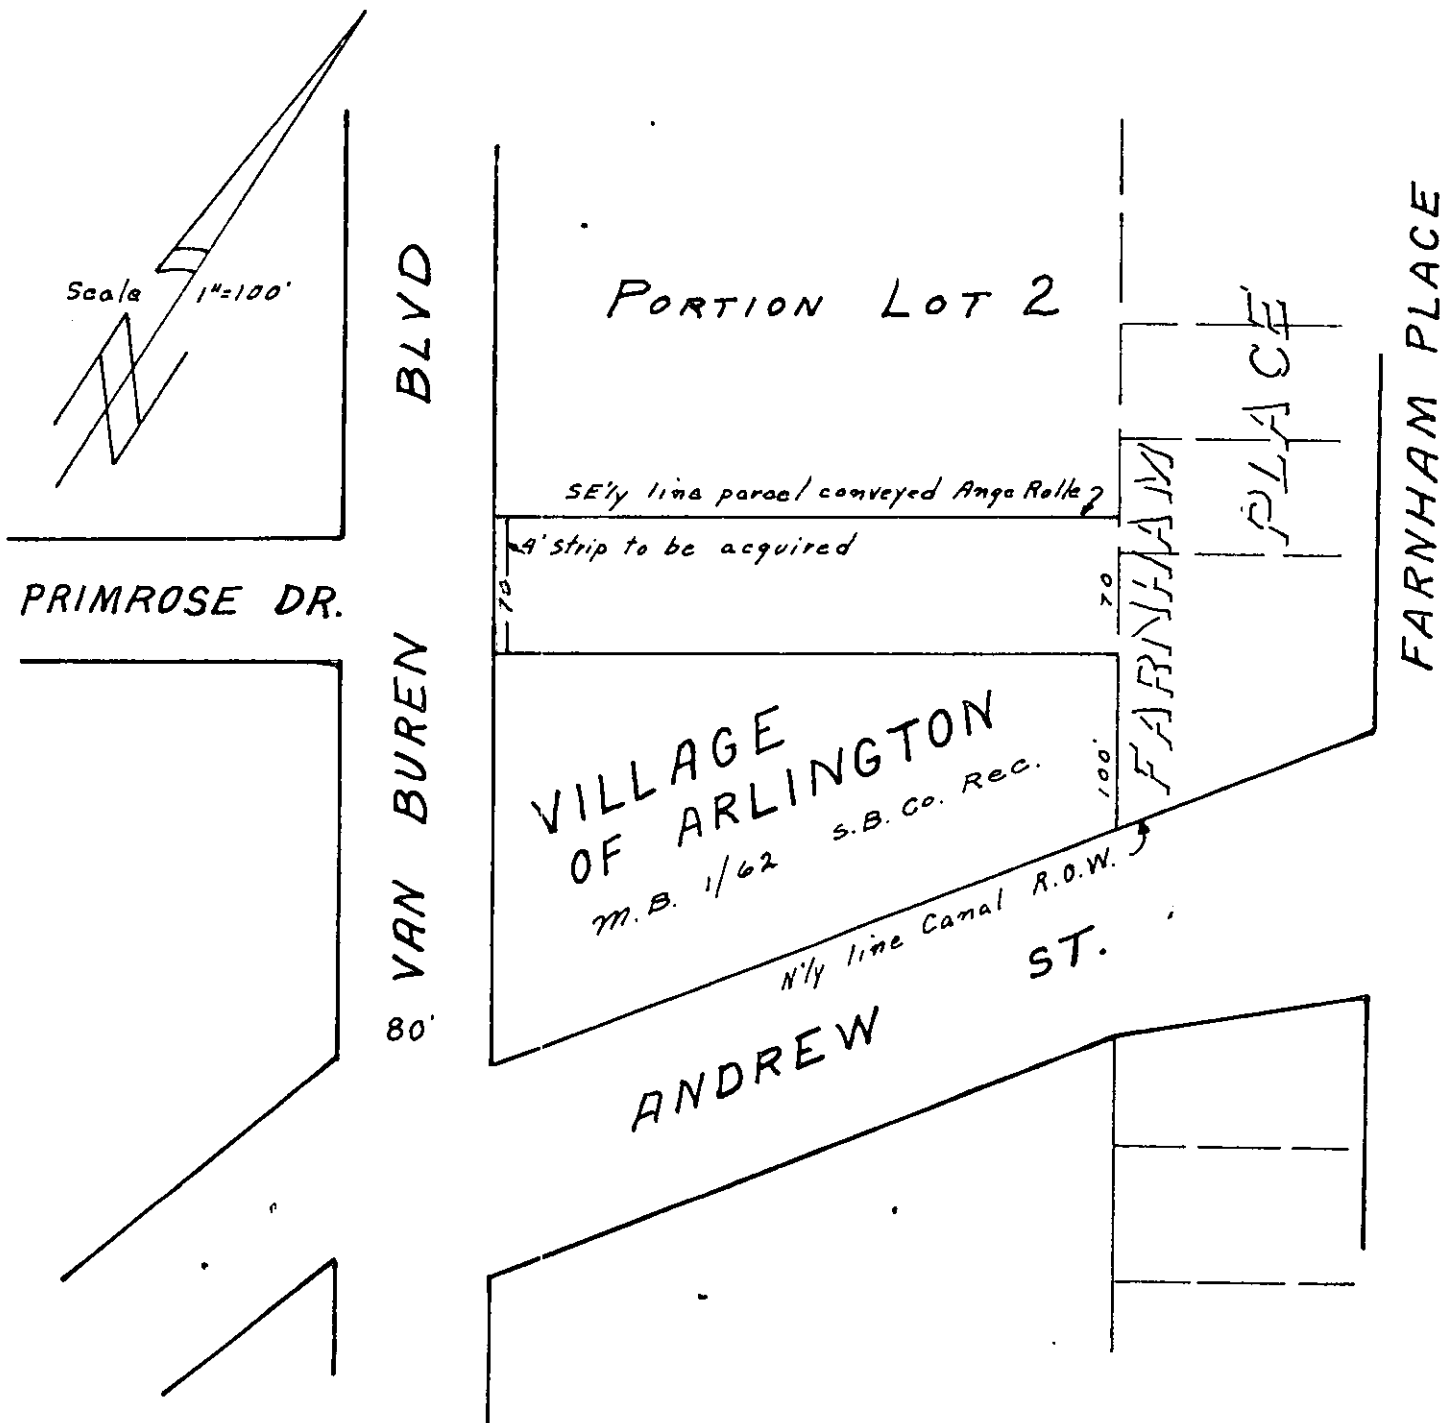 Scale 1"=100'
N
BLVD
PORTION LOT 2
PLACE
FARNHAM PLACE
SE'ly line parcel conveyed Ange Rolle
4' Strip to be acquired
70
70
FARNHAM
PRIMROSE DR.
VAN BUREN
80'
VILLAGE
OF ARLINGTON
M.B. 1/62 S.B. Co. Rec.
100'
N'ly line Canal R.O.W.
ANDREW ST.